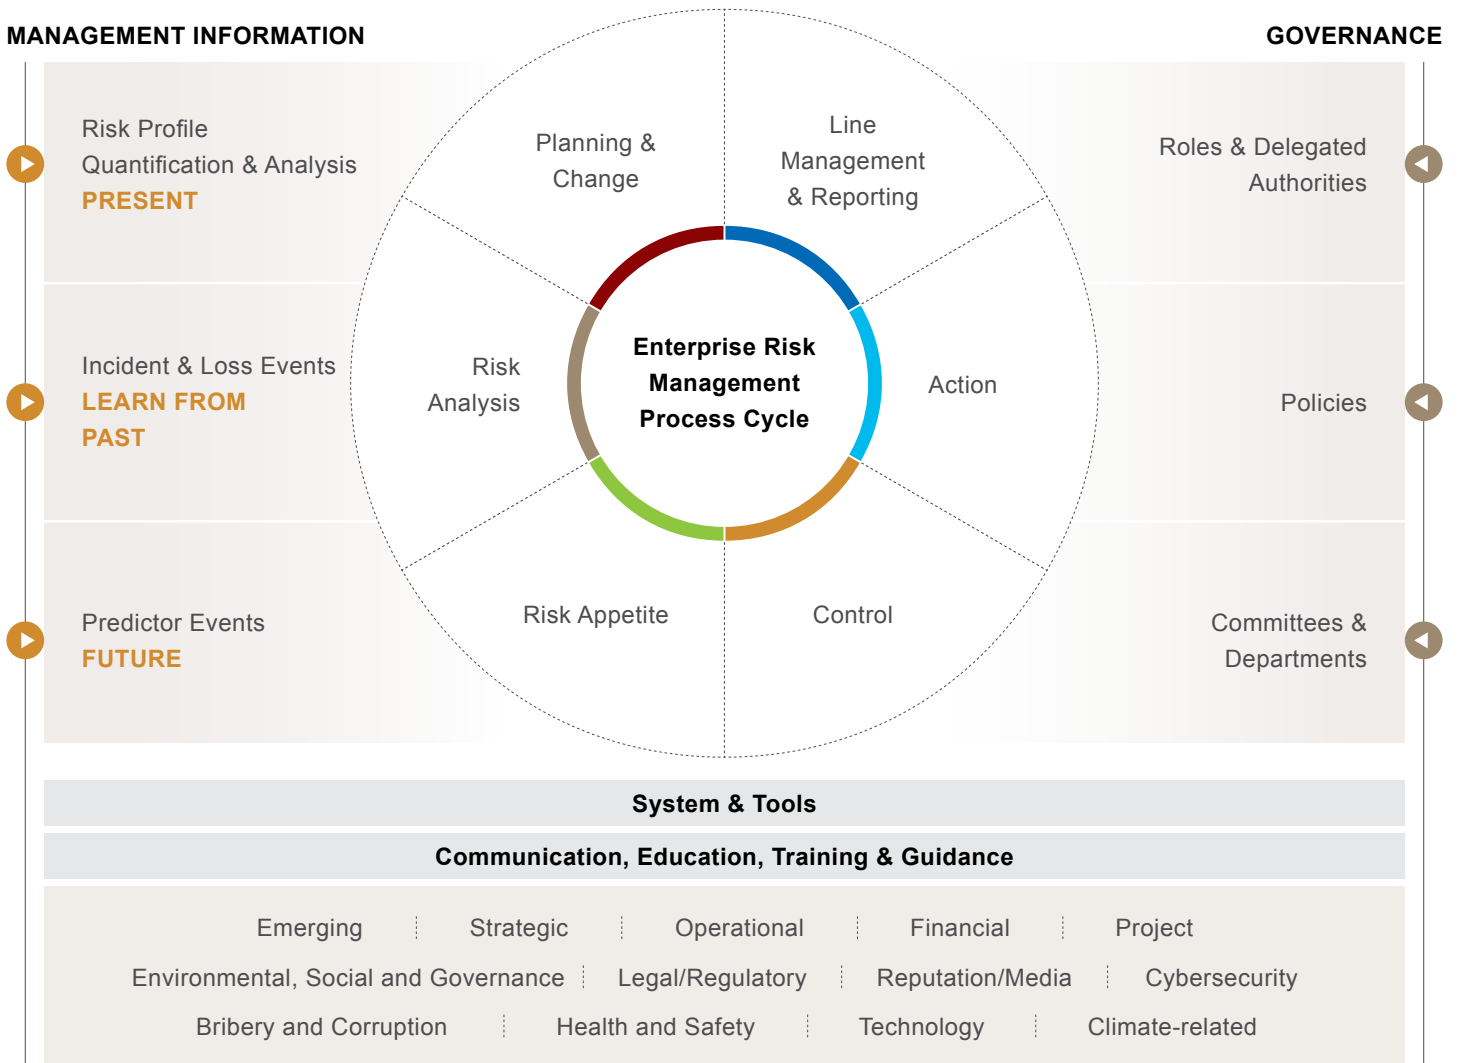 MANAGEMENT INFORMATION
GOVERNANCE
Risk Profile
Quantification & Analysis
PRESENT
Incident & Loss Events
LEARN FROM
PAST
Predictor Events
FUTURE
Planning &
Change
Line
Management
& Reporting
Risk
Analysis
Enterprise Risk
Management
Process Cycle
Action
Risk Appetite
Control
Roles & Delegated
Authorities
Policies
Committees &
Departments
System & Tools
Communication, Education, Training & Guidance
Emerging Strategic Operational Financial Project
Environmental, Social and Governance Legal/Regulatory Reputation/Media Cybersecurity
Bribery and Corruption Health and Safety Technology Climate-related